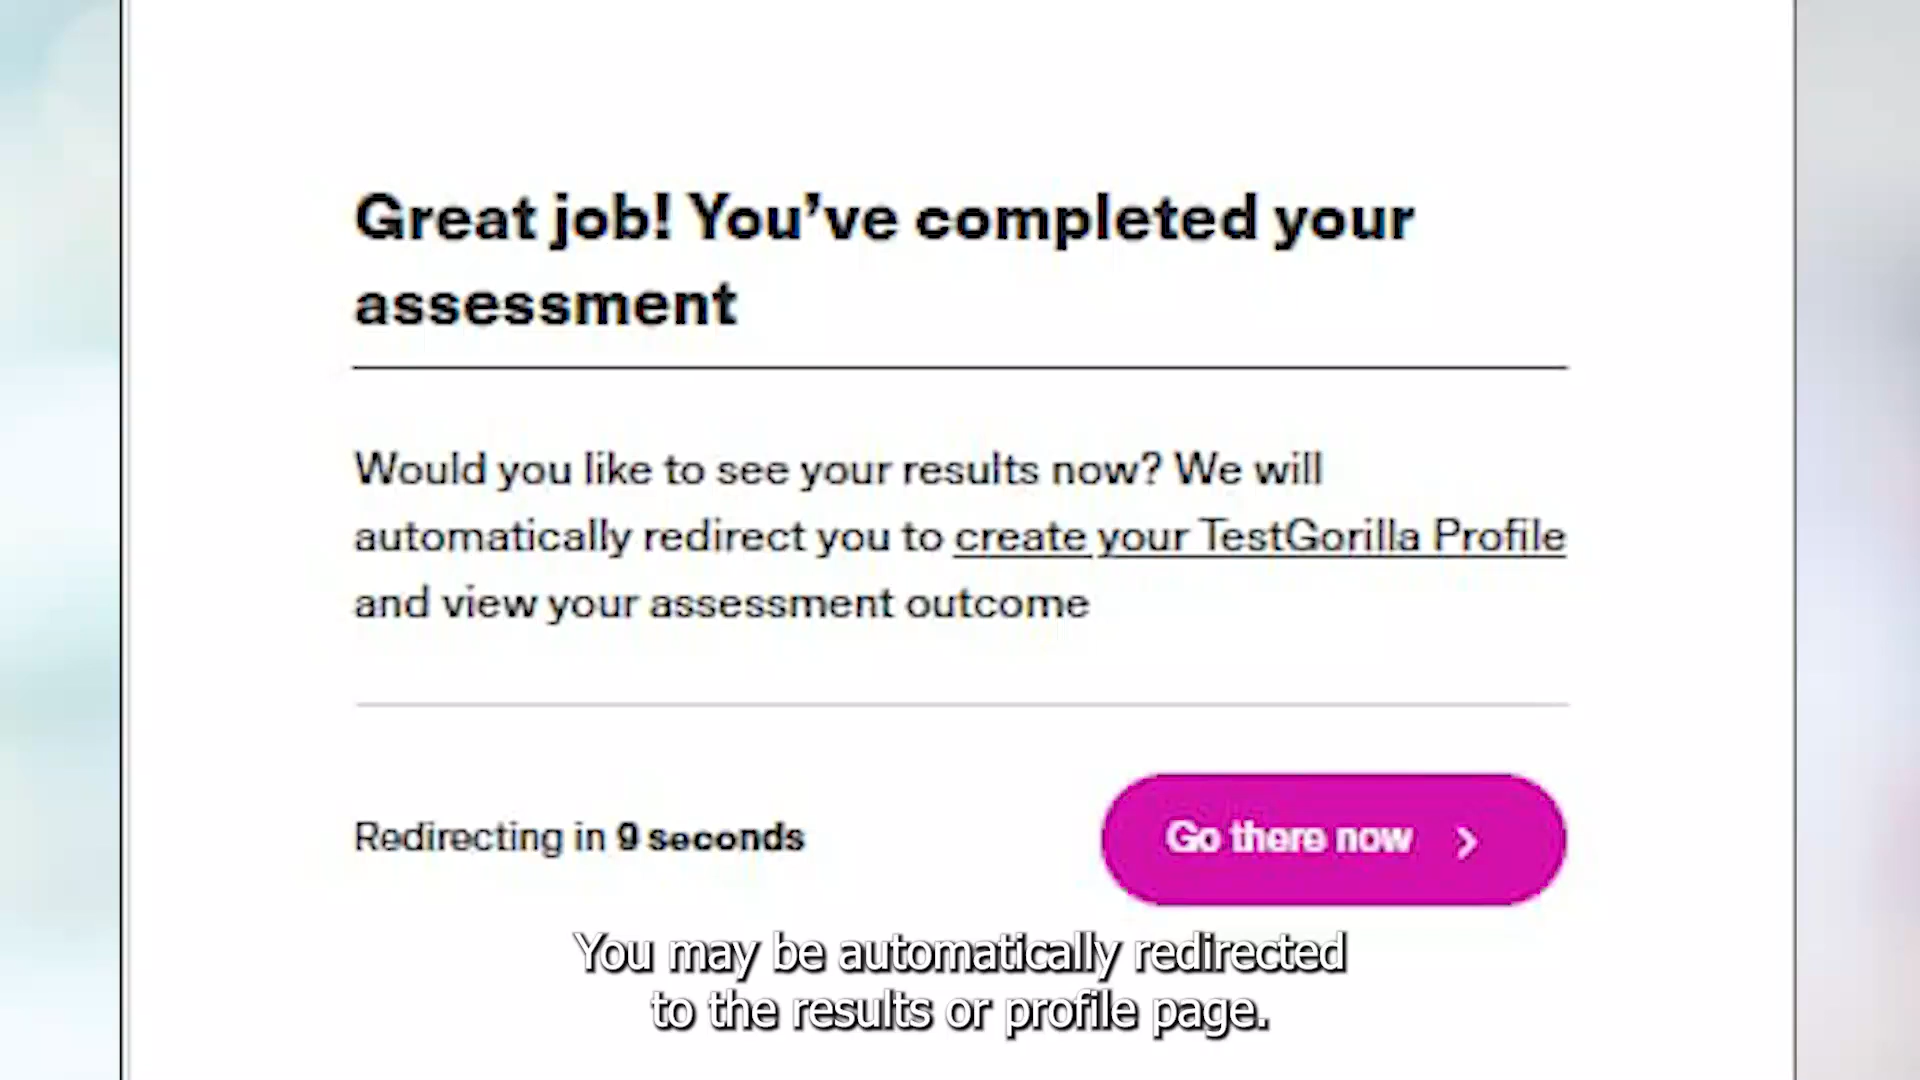 Great job! You’ve completed your
assessment
Would you like to see your results now? We will
automatically redirect you to create your TestGorilla Profile
and view your assessment outcome
Redirecting in 9 seconds
Go there now
You may be automatically redirected
to the results or profile page.